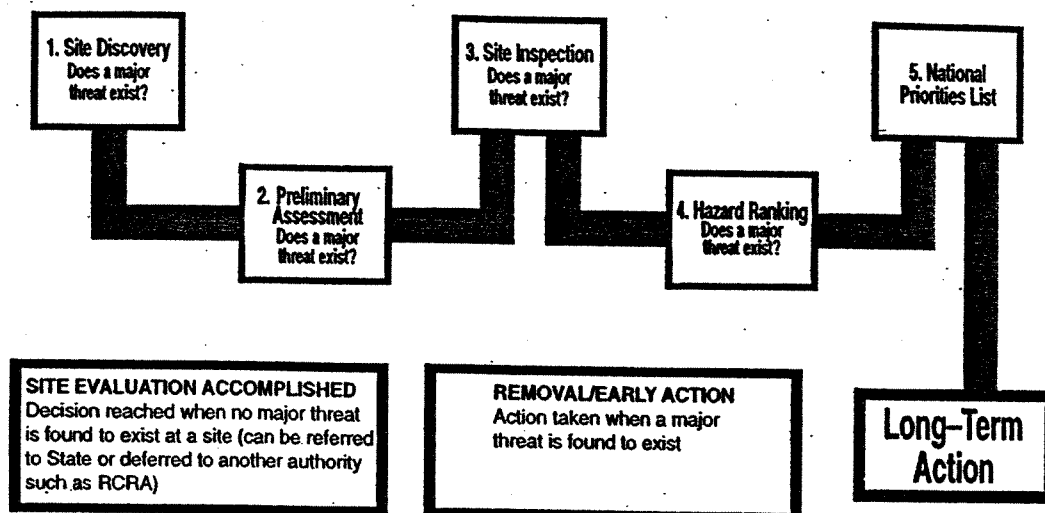 1. Site Discovery
Does a major
threat exist?
2. Preliminary
Assessment
Does a major
threat exist?
3. Site Inspection
Does a major
threat exist?
4. Hazard Ranking
Does a major
threat exist?
5. National
Priorities List
SITE EVALUATION ACCOMPLISHED
Decision reached when no major threat
is found to exist at a site (can be referred
to State or deferred to another authority
such as RCRA)
REMOVAL/EARLY ACTION
Action taken when a major
threat is found to exist
Long–Term
Action